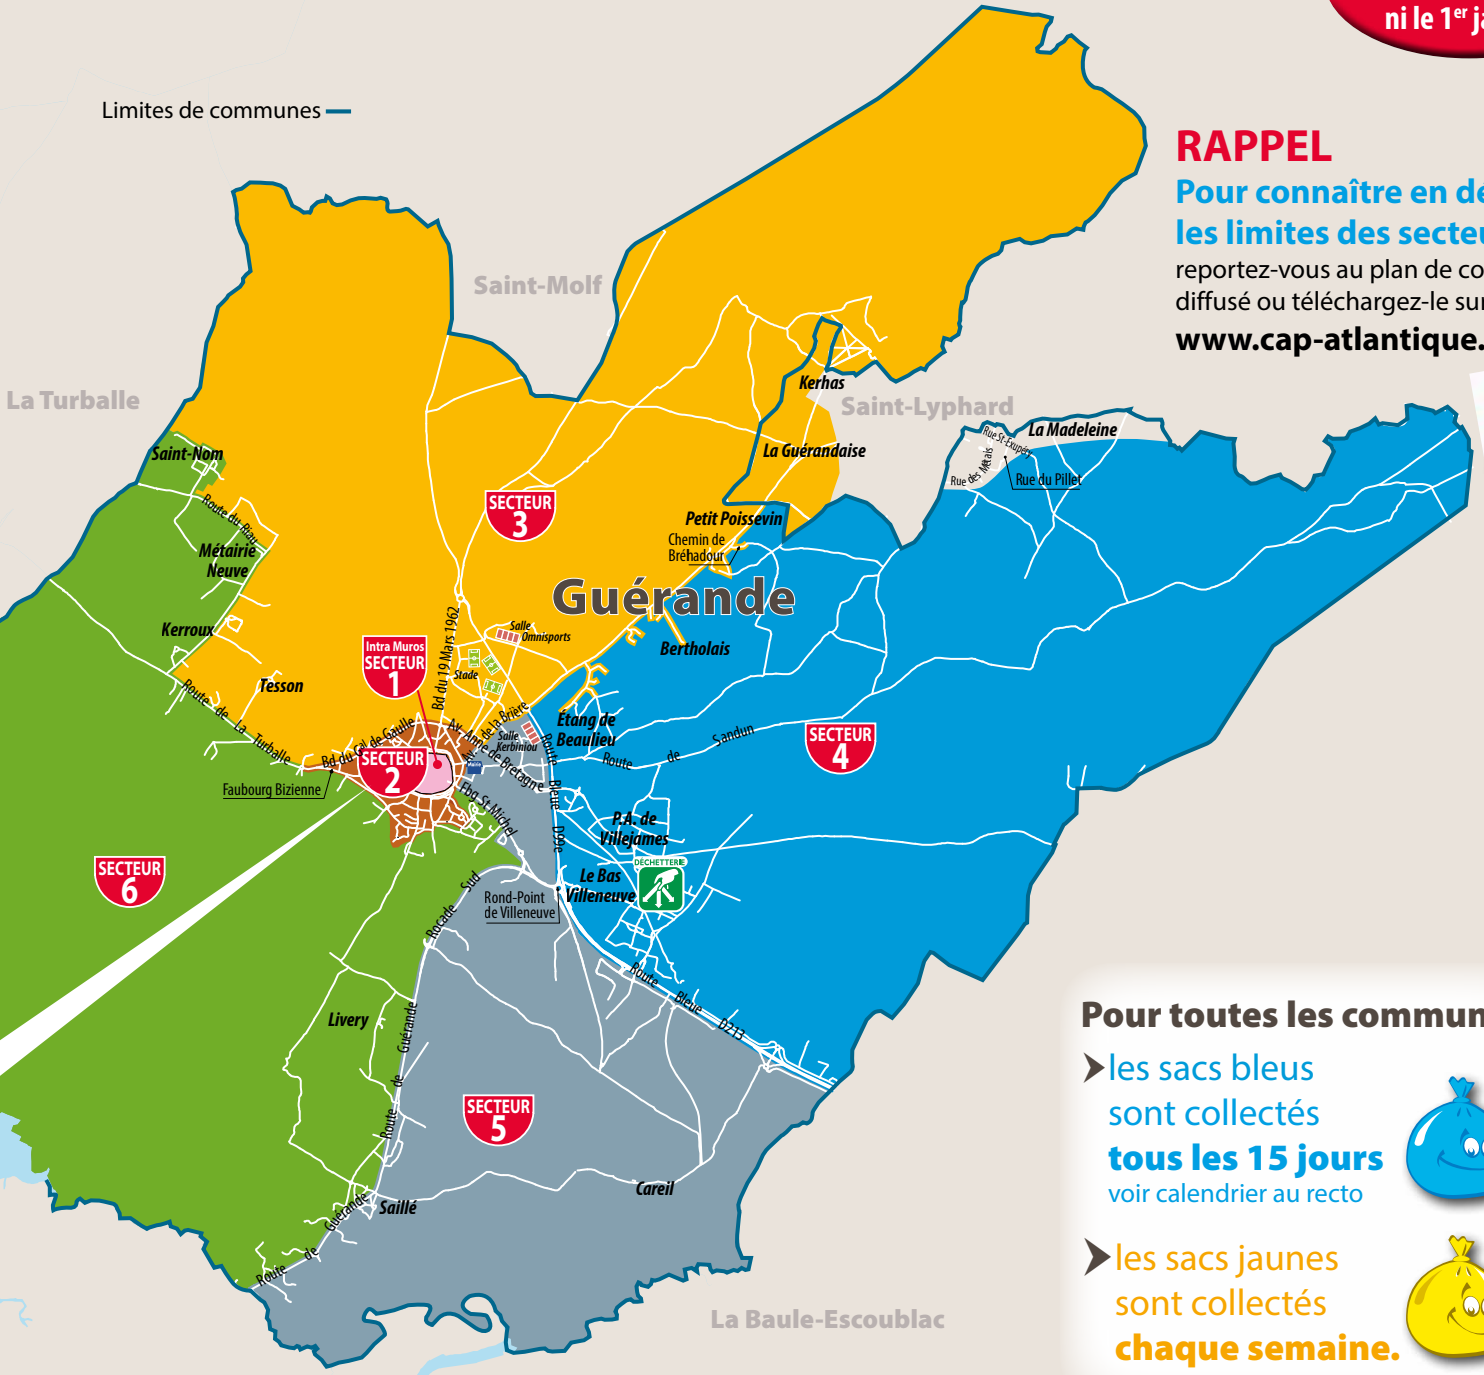 ni le 1er ja
Limites de communes
RAPPEL
Pour connaître en dé
les limites des secteu
reportez-vous au plan de co
diffusé ou téléchargez-le sur
www.cap-atlantique.
Saint-Molf
La Turballe
Kerhas
Saint-Lyphard
La Madeleine
Rue St-Exupéry
Rue des Métais
Rue du Pillet
La Guérandaise
Saint-Nom
Route du Riau
SECTEUR
3
Petit Poissevin
Chemin de
Bréhadour
Métairie
Neuve
Guérande
Kerroux
Salle
Omnisports
Bertholais
Intra Muros
SECTEUR
1
Bd du 19 Mars 1962
Stade
Tesson
Route de La Turballe
Bd du Gal de Gaulle
Av. Anne de Bretagne
Av. de la Brière
Salle
Kerbiniou
Étang de
Beaulieu
Route de Sandun
SECTEUR
4
SECTEUR
2
Faubourg Bizienne
Fbg St-Michel
Route Bleue D99e
P.A. de
Villejames
DÉCHETTERIE
SECTEUR
6
Le Bas
Villeneuve
Rond-Point
de Villeneuve
Rocade Sud
Route Bleue D213
Livery
Route de Guérande
SECTEUR
5
Careil
Saillé
Route de Guérande
La Baule-Escoublac
Pour toutes les commun
les sacs bleus
sont collectés
tous les 15 jours
voir calendrier au recto
les sacs jaunes
sont collectés
chaque semaine.